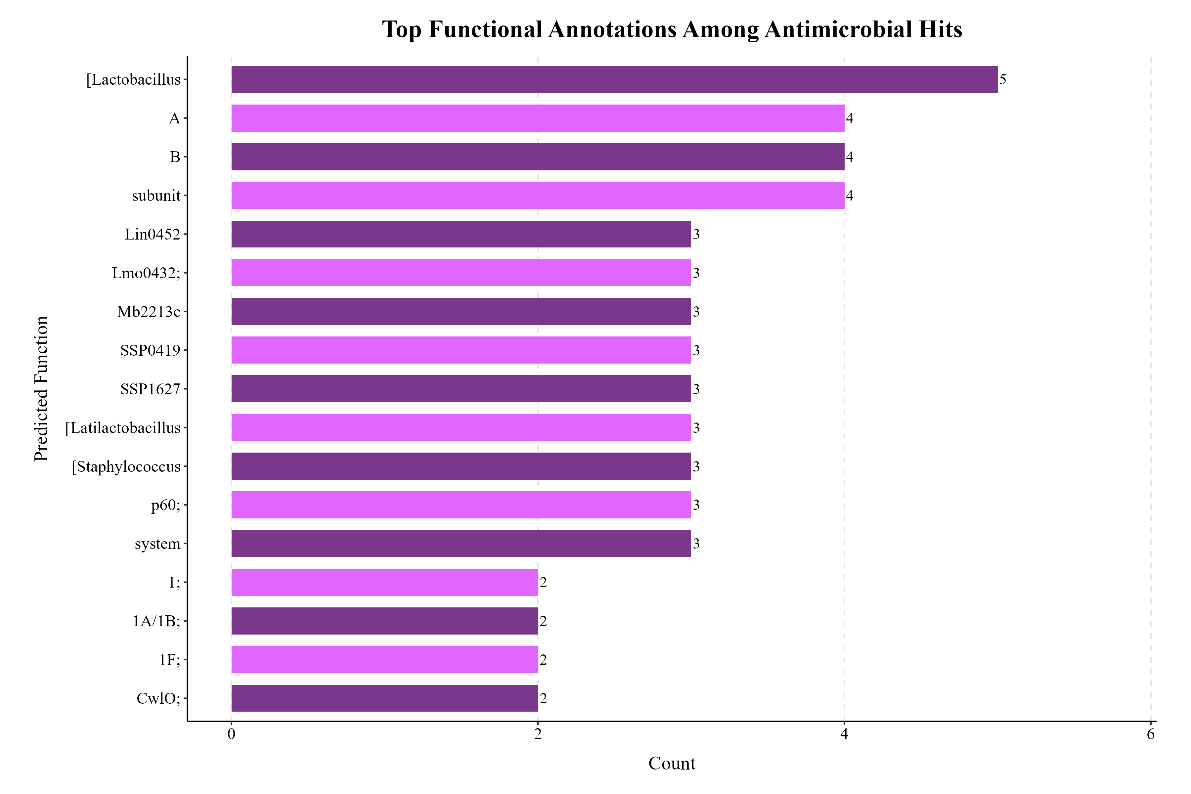 Top Functional Annotations Among Antimicrobial Hits
Predicted Function
[Lactobacillus 5
A 4
B 4
subunit 4
Lin0452 3
Lmo0432; 3
Mb2213c 3
SSP0419 3
SSP1627 3
[Latilactobacillus 3
[Staphylococcus 3
p60; 3
system 3
1; 2
1A/1B; 2
1F; 2
CwlO; 2
0 2 4 6
Count